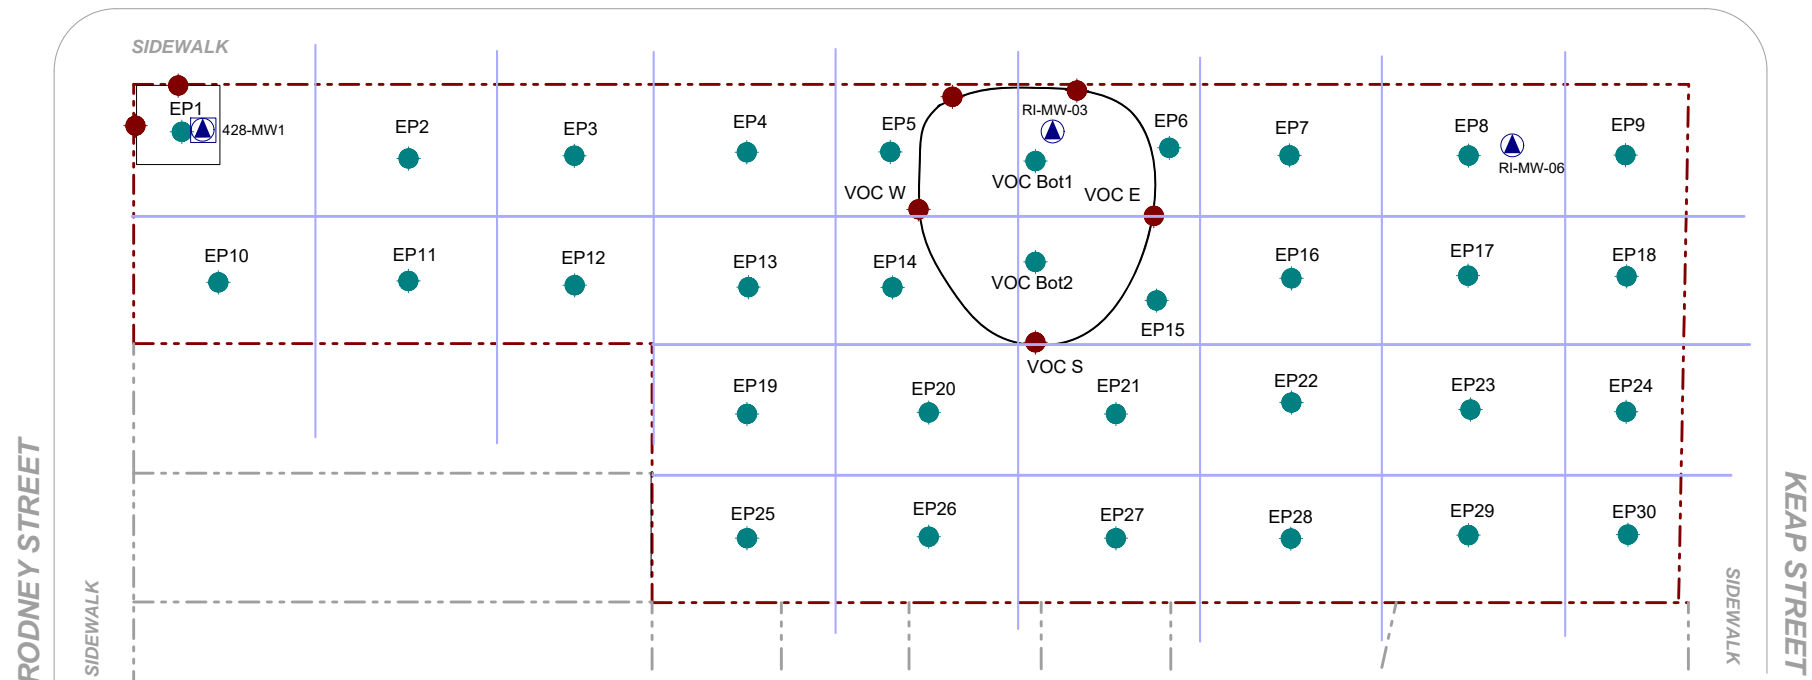 SIDEWALK
EP1
428-MW1
EP2
EP3
EP4
EP5
RI-MW-03
EP6
EP7
EP8
RI-MW-06
EP9
VOC Bot1
VOC W
VOC E
EP10
EP11
EP12
EP13
EP14
VOC Bot2
EP15
EP16
EP17
EP18
VOC S
EP19
EP20
EP21
EP22
EP23
EP24
EP25
EP26
EP27
EP28
EP29
EP30
RODNEY STREET
SIDEWALK
SIDEWALK
KEAP STREET